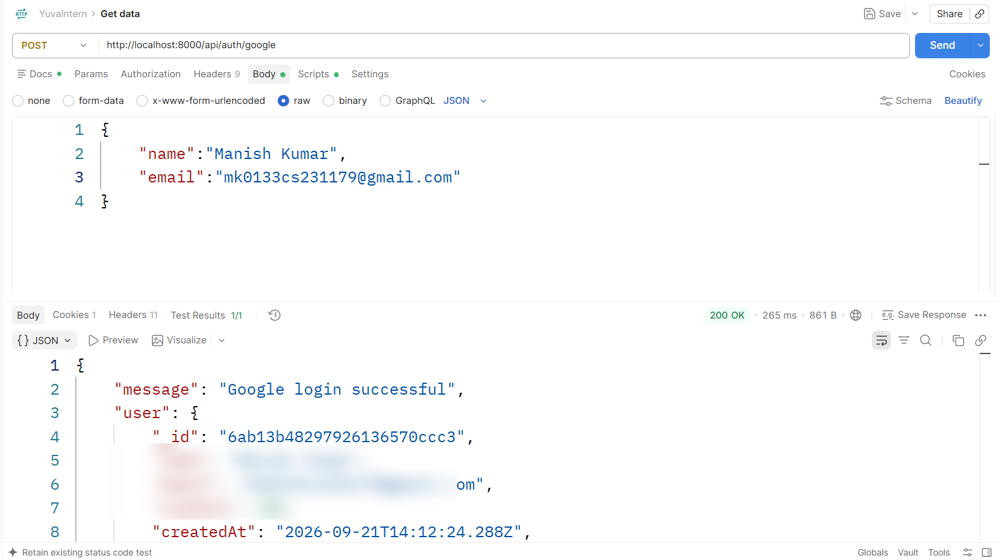 HTTP YuvaIntern > Get data Save Share
POST http://localhost:8000/api/auth/google Send
Docs Params Authorization Headers 9 Body Scripts Settings Cookies
none form-data x-www-form-urlencoded raw binary GraphQL JSON Schema Beautify
1 {
2 "name":"Manish Kumar",
3 "email":"mk0133cs231179@gmail.com"
4 }
Body Cookies 1 Headers 11 Test Results 1/1 200 OK • 265 ms • 861 B • e.g. Save Response
{} JSON Preview Visualize
1 {
2 "message": "Google login successful",
3 "user": {
4 "_id": "6ab13b48297926136570ccc3",
5
6 om",
7
8 "createdAt": "2026-09-21T14:12:24.288Z",
Retain existing status code test Globals Vault Tools